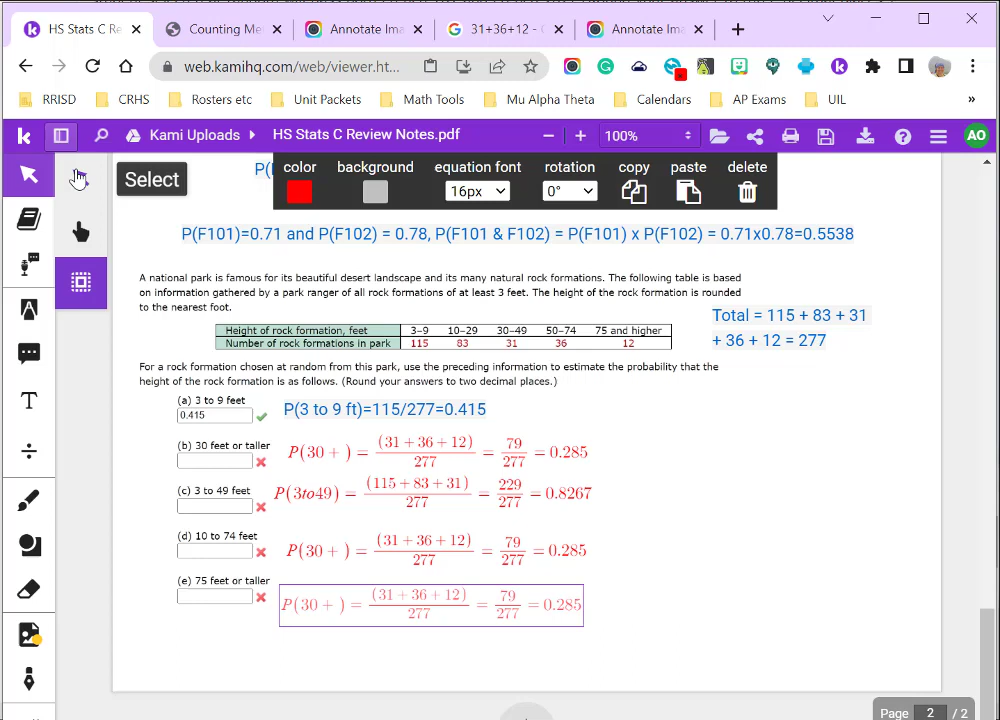 HS Stats C Re
Counting Me
Annotate Ima
31+36+12 - G
Annotate Ima
web.kamihq.com/web/viewer.ht...
RRISD
CRHS
Rosters etc
Unit Packets
Math Tools
Mu Alpha Theta
Calendars
AP Exams
UIL
»
k
Kami Uploads
HS Stats C Review Notes.pdf
100%
AO
Select
color
background
equation font
rotation
copy
paste
delete
16px
0°
P(F101)=0.71 and P(F102) = 0.78, P(F101 & F102) = P(F101) x P(F102) = 0.71x0.78=0.5538
A national park is famous for its beautiful desert landscape and its many natural rock formations. The following table is based
on information gathered by a park ranger of all rock formations of at least 3 feet. The height of the rock formation is rounded
to the nearest foot.
Total = 115 + 83 + 31
+ 36 + 12 = 277
Height of rock formation, feet 3–9 10–29 30–49 50–74 75 and higher
Number of rock formations in park 115 83 31 36 12
For a rock formation chosen at random from this park, use the preceding information to estimate the probability that the
height of the rock formation is as follows. (Round your answers to two decimal places.)
(a) 3 to 9 feet
0.415
P(3 to 9 ft)=115/277=0.415
(b) 30 feet or taller
P(30 + ) = (31 + 36 + 12)/277 = 79/277 = 0.285
(c) 3 to 49 feet
P(3to49) = (115 + 83 + 31)/277 = 229/277 = 0.8267
(d) 10 to 74 feet
P(30 + ) = (31 + 36 + 12)/277 = 79/277 = 0.285
(e) 75 feet or taller
P(30 + ) = (31 + 36 + 12)/277 = 79/277 = 0.285
Page 2 / 2